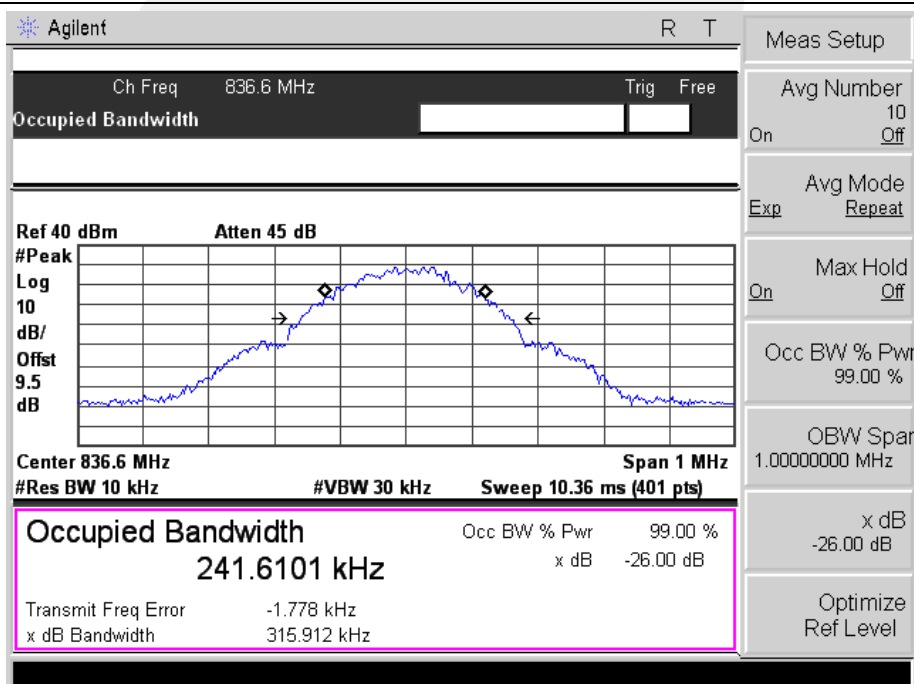 Agilent R T
Ch Freq 836.6 MHz Trig Free
Occupied Bandwidth
Ref 40 dBm Atten 45 dB
#Peak
Log
10
dB/
Offst
9.5
dB
Center 836.6 MHz Span 1 MHz
#Res BW 10 kHz #VBW 30 kHz Sweep 10.36 ms (401 pts)
Occupied Bandwidth
241.6101 kHz
Occ BW % Pwr 99.00 %
x dB -26.00 dB
Transmit Freq Error -1.778 kHz
x dB Bandwidth 315.912 kHz
Meas Setup
Avg Number
10
On Off
Avg Mode
Exp Repeat
Max Hold
On Off
Occ BW % Pwr
99.00 %
OBW Span
1.00000000 MHz
x dB
-26.00 dB
Optimize
Ref Level